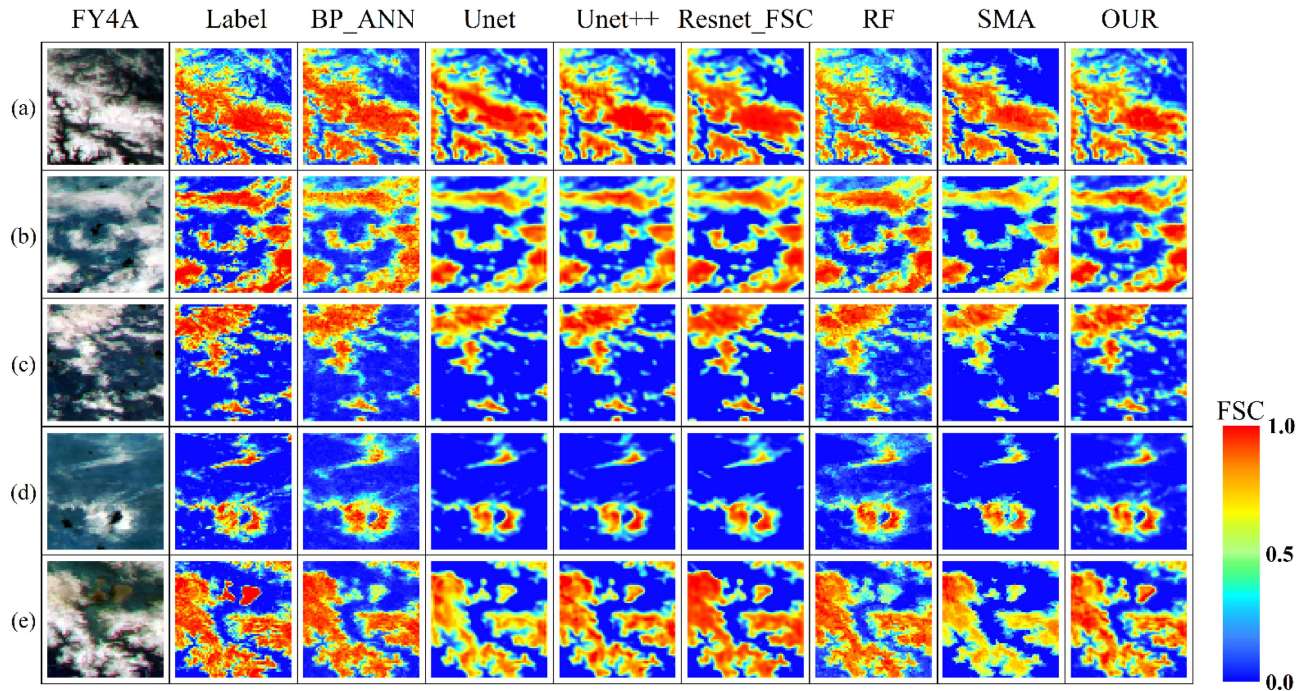 FY4A Label BP_ANN Unet Unet++ Resnet_FSC RF SMA OUR
(a)
(b)
(c)
(d)
(e)
FSC
1.0
0.5
0.0